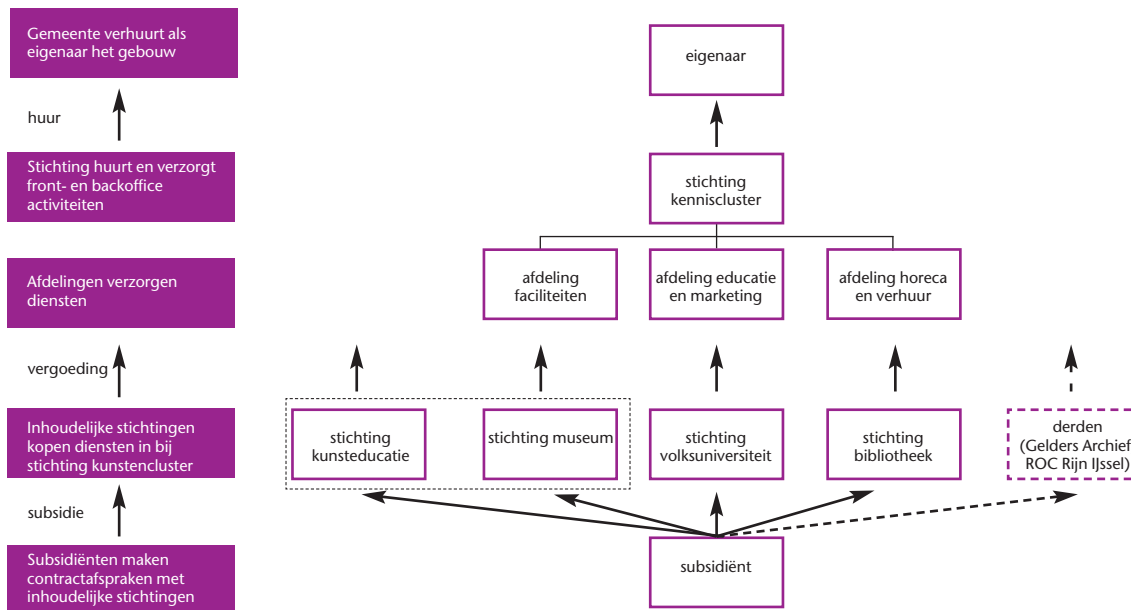 Gemeente verhuurt als
eigenaar het gebouw
huur
Stichting huurt en verzorgt
front- en backoffice
activiteiten
Afdelingen verzorgen
diensten
vergoeding
Inhoudelijke stichtingen
kopen diensten in bij
stichting kunstencluster
subsidie
Subsidiënten maken
contractafspraken met
inhoudelijke stichtingen
eigenaar
stichting
kenniscluster
afdeling
faciliteiten
afdeling educatie
en marketing
afdeling horeca
en verhuur
stichting
kunsteducatie
stichting museum
stichting
volksuniversiteit
stichting
bibliotheek
derden
(Gelders Archief
ROC Rijn IJssel)
subsidiënt